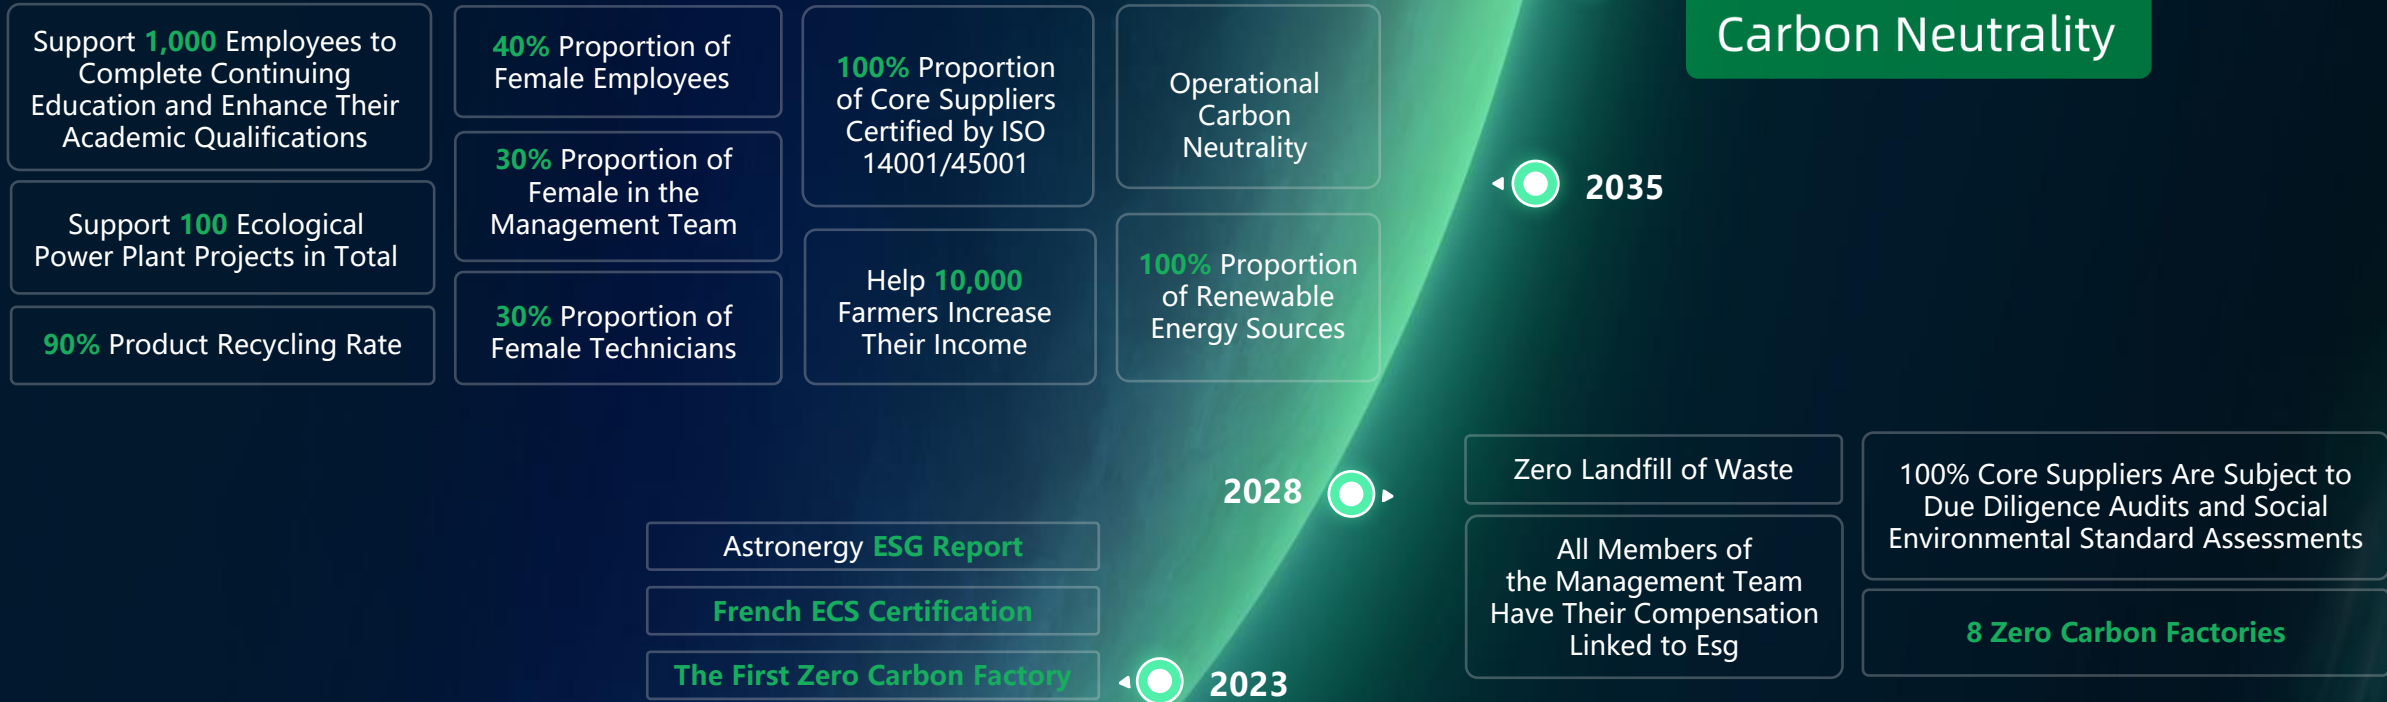 Carbon Neutrality
Support 1,000 Employees to
Complete Continuing
Education and Enhance Their
Academic Qualifications
Support 100 Ecological
Power Plant Projects in Total
90% Product Recycling Rate
40% Proportion of
Female Employees
30% Proportion of
Female in the
Management Team
30% Proportion of
Female Technicians
100% Proportion
of Core Suppliers
Certified by ISO
14001/45001
Help 10,000
Farmers Increase
Their Income
Operational
Carbon
Neutrality
100% Proportion
of Renewable
Energy Sources
2035
2028
Zero Landfill of Waste
All Members of
the Management Team
Have Their Compensation
Linked to Esg
100% Core Suppliers Are Subject to
Due Diligence Audits and Social
Environmental Standard Assessments
8 Zero Carbon Factories
Astronergy ESG Report
French ECS Certification
The First Zero Carbon Factory
2023